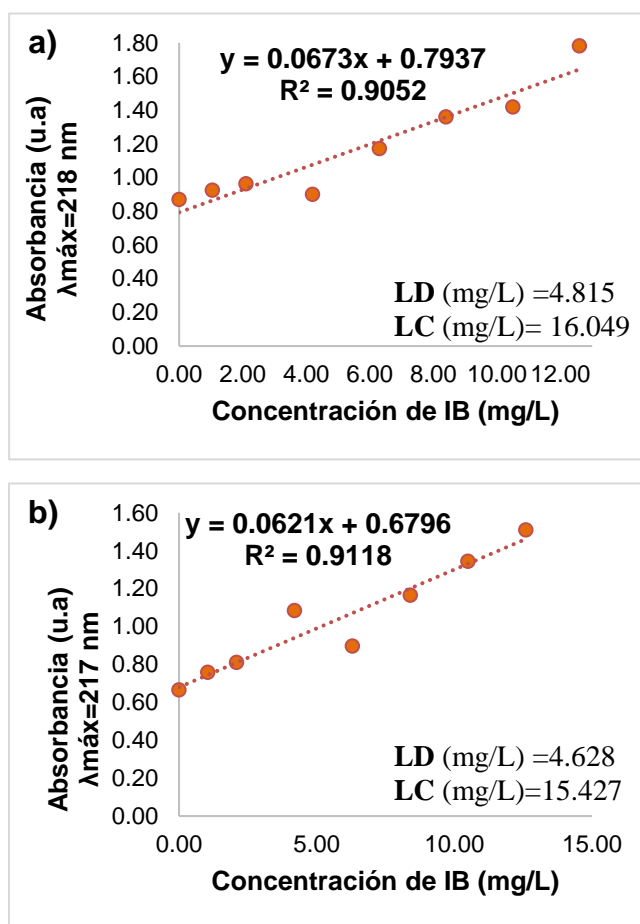 a)
y = 0.0673x + 0.7937
R² = 0.9052
Absorbancia (u.a)
λmáx=218 nm
1.80
1.60
1.40
1.20
1.00
0.80
0.60
0.40
0.20
0.00
LD (mg/L) =4.815
LC (mg/L)= 16.049
0.00 2.00 4.00 6.00 8.00 10.00 12.00
Concentración de IB (mg/L)
b)
y = 0.0621x + 0.6796
R² = 0.9118
Absorbancia (u.a)
λmáx=217 nm
1.60
1.40
1.20
1.00
0.80
0.60
0.40
0.20
0.00
LD (mg/L) =4.628
LC (mg/L)=15.427
0.00 5.00 10.00 15.00
Concentración de IB (mg/L)